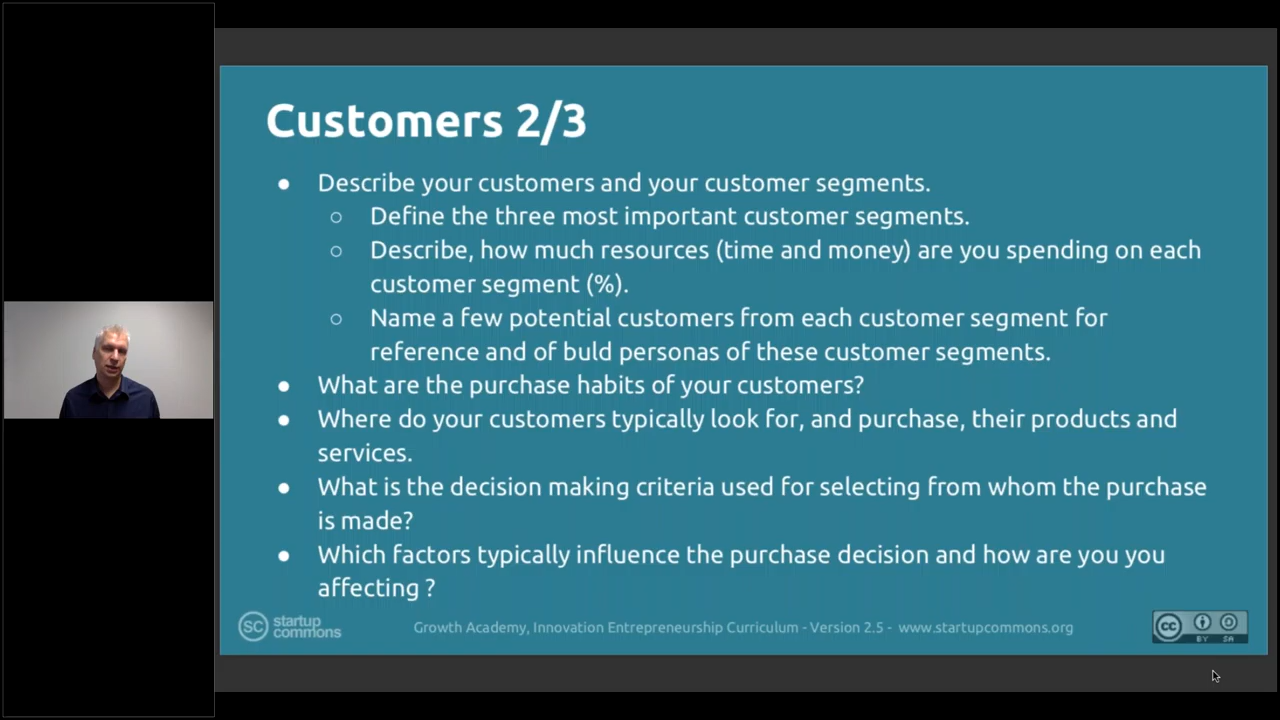 Customers 2/3
● Describe your customers and your customer segments.
○ Define the three most important customer segments.
○ Describe, how much resources (time and money) are you spending on each
customer segment (%).
○ Name a few potential customers from each customer segment for
reference and of buld personas of these customer segments.
● What are the purchase habits of your customers?
● Where do your customers typically look for, and purchase, their products and
services.
● What is the decision making criteria used for selecting from whom the purchase
is made?
● Which factors typically influence the purchase decision and how are you you
affecting ?
SC startup
commons
Growth Academy, Innovation Entrepreneurship Curriculum - Version 2.5 - www.startupcommons.org
cc
BY SA